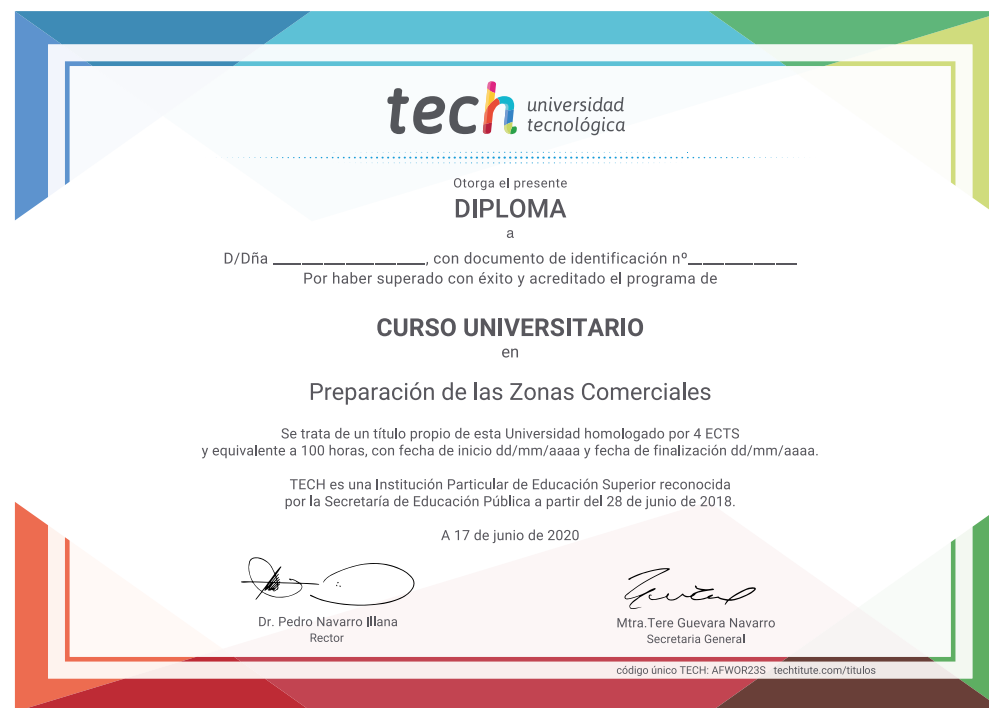 tech universidad
tecnológica
Otorga el presente
DIPLOMA
a
D/Dña ________________, con documento de identificación nº____________
Por haber superado con éxito y acreditado el programa de
CURSO UNIVERSITARIO
en
Preparación de las Zonas Comerciales
Se trata de un título propio de esta Universidad homologado por 4 ECTS
y equivalente a 100 horas, con fecha de inicio dd/mm/aaaa y fecha de finalización dd/mm/aaaa.
TECH es una Institución Particular de Educación Superior reconocida
por la Secretaría de Educación Pública a partir del 28 de junio de 2018.
A 17 de junio de 2020
Dr. Pedro Navarro Illana
Rector
Mtra.Tere Guevara Navarro
Secretaria General
código único TECH: AFWOR23S techtitute.com/titulos